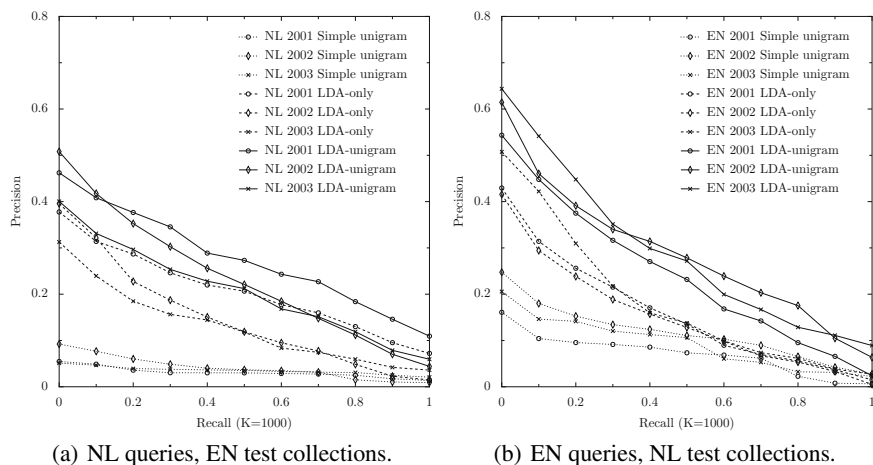 0.8
0.6
0.4
0.2
0
0 0.2 0.4 0.6 0.8 1
Precision
Recall (K=1000)
NL 2001 Simple unigram
NL 2002 Simple unigram
NL 2003 Simple unigram
NL 2001 LDA-only
NL 2002 LDA-only
NL 2003 LDA-only
NL 2001 LDA-unigram
NL 2002 LDA-unigram
NL 2003 LDA-unigram
(a) NL queries, EN test collections.
0.8
0.6
0.4
0.2
0
0 0.2 0.4 0.6 0.8 1
Precision
Recall (K=1000)
EN 2001 Simple unigram
EN 2002 Simple unigram
EN 2003 Simple unigram
EN 2001 LDA-only
EN 2002 LDA-only
EN 2003 LDA-only
EN 2001 LDA-unigram
EN 2002 LDA-unigram
EN 2003 LDA-unigram
(b) EN queries, NL test collections.